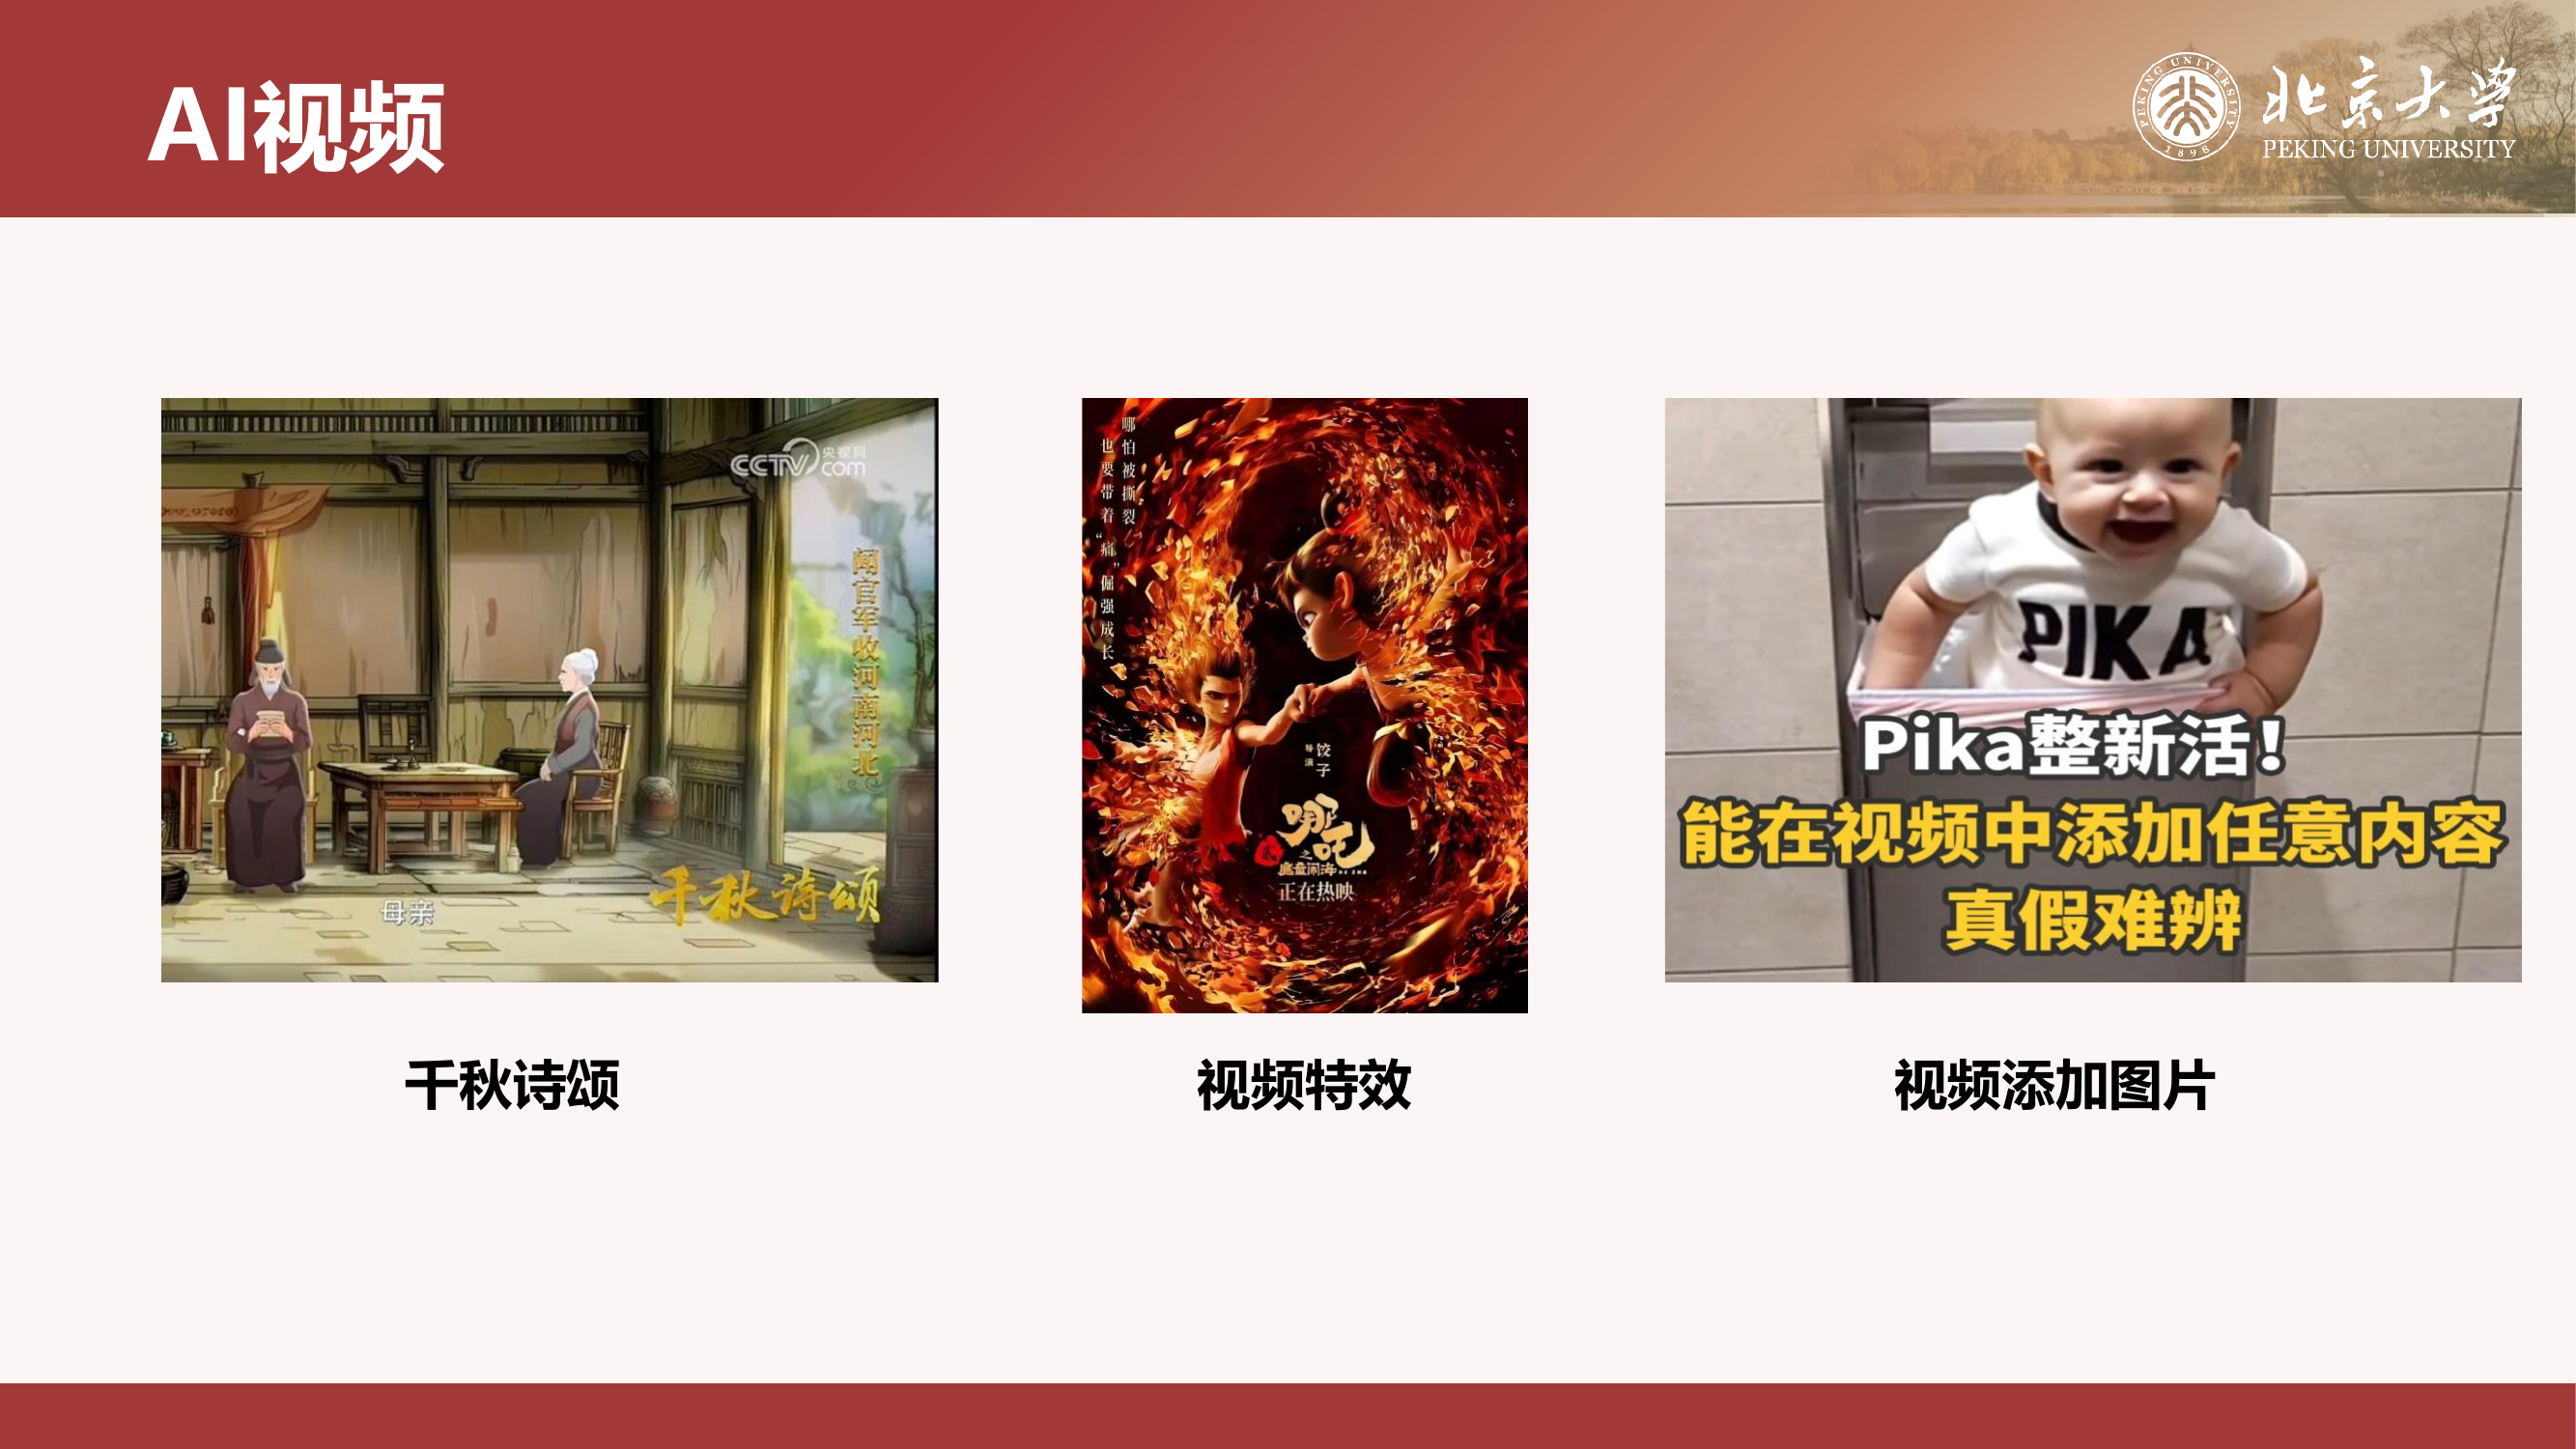 AI视频
PEKING UNIVERSITY
1898
北京大学
PEKING UNIVERSITY
央视网
CCTV.com
闻官军收河南河北
千秋诗颂
母亲
哪怕被撕裂
也要带着“痛”倔强成长
导演 饺子
哪吒
之
魔童闹海
正在热映
PIKA
Pika整新活!
能在视频中添加任意内容
真假难辨
千秋诗颂
视频特效
视频添加图片